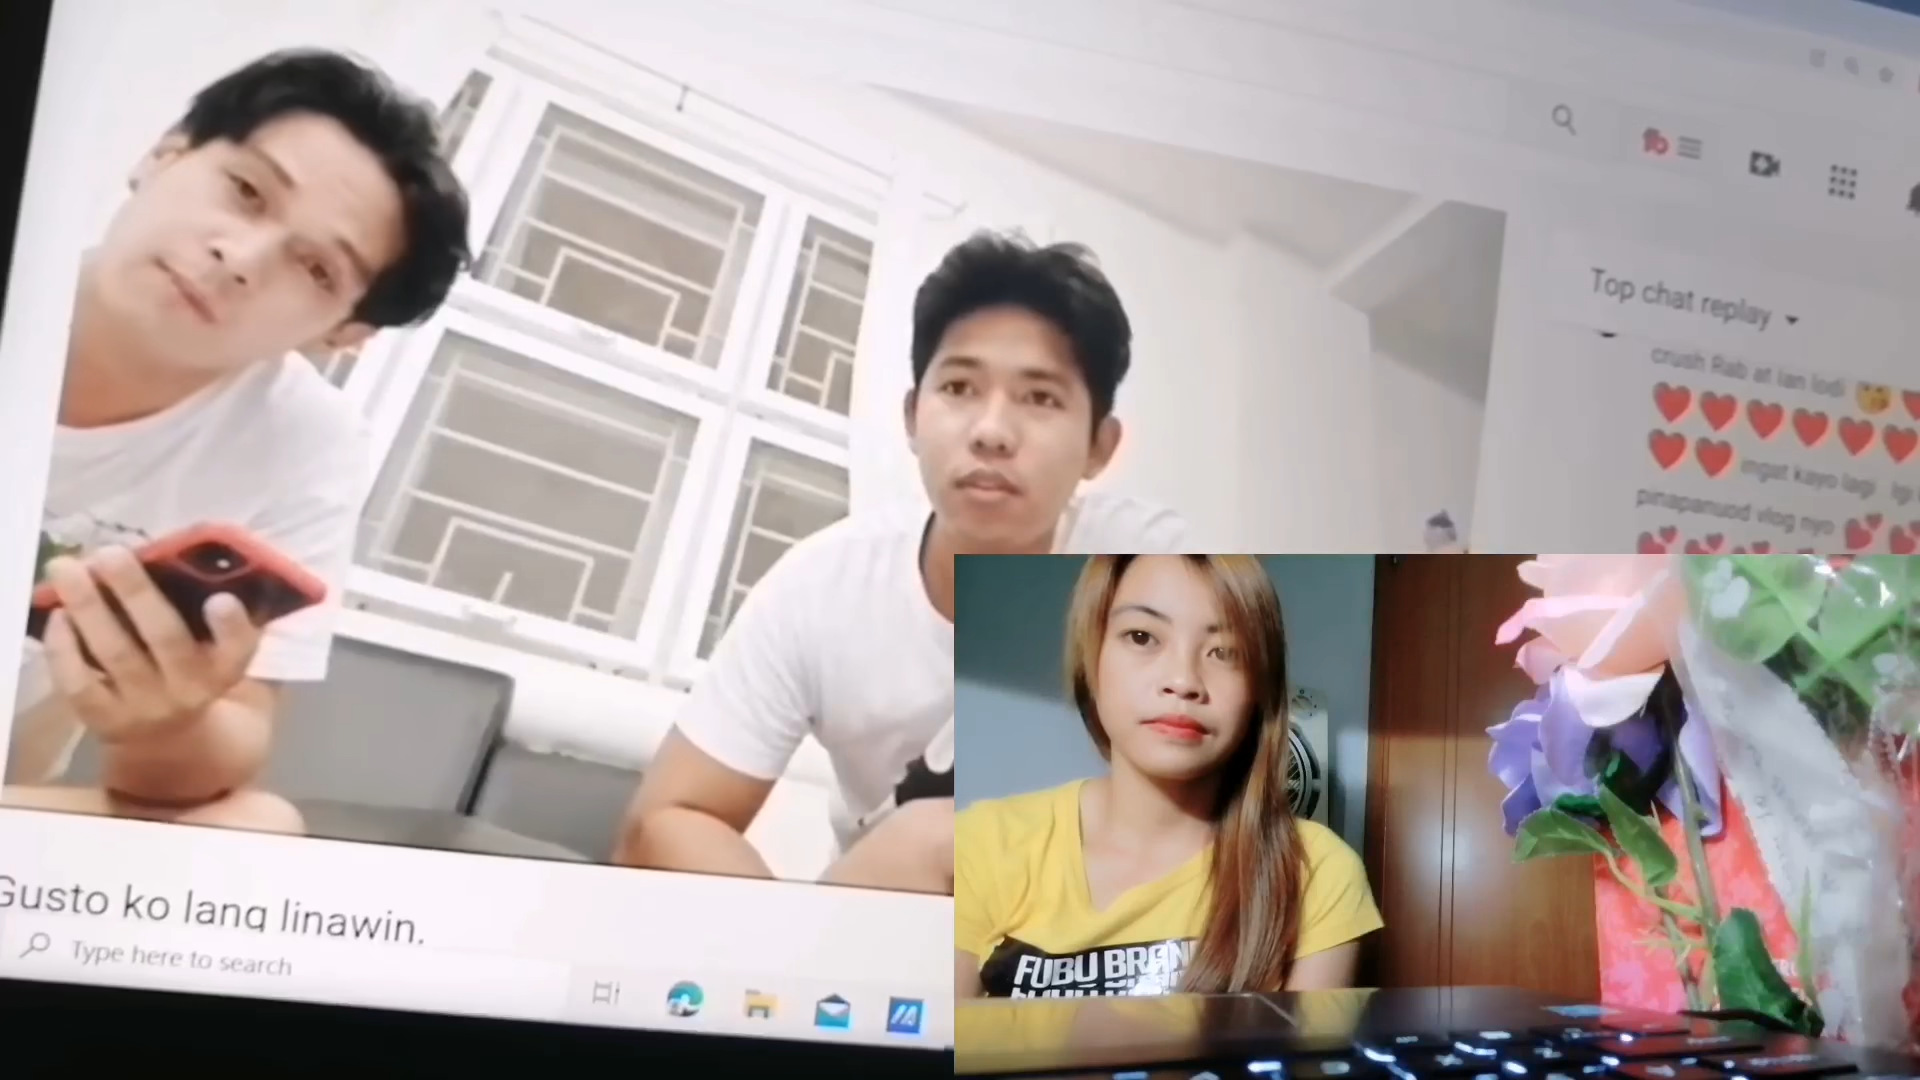 Top chat replay
crush Rab at Ian lodi
ingat kayo lagi
pinapanuod vlog nyo
Gusto ko lang linawin.
Type here to search
FUBU BRAN